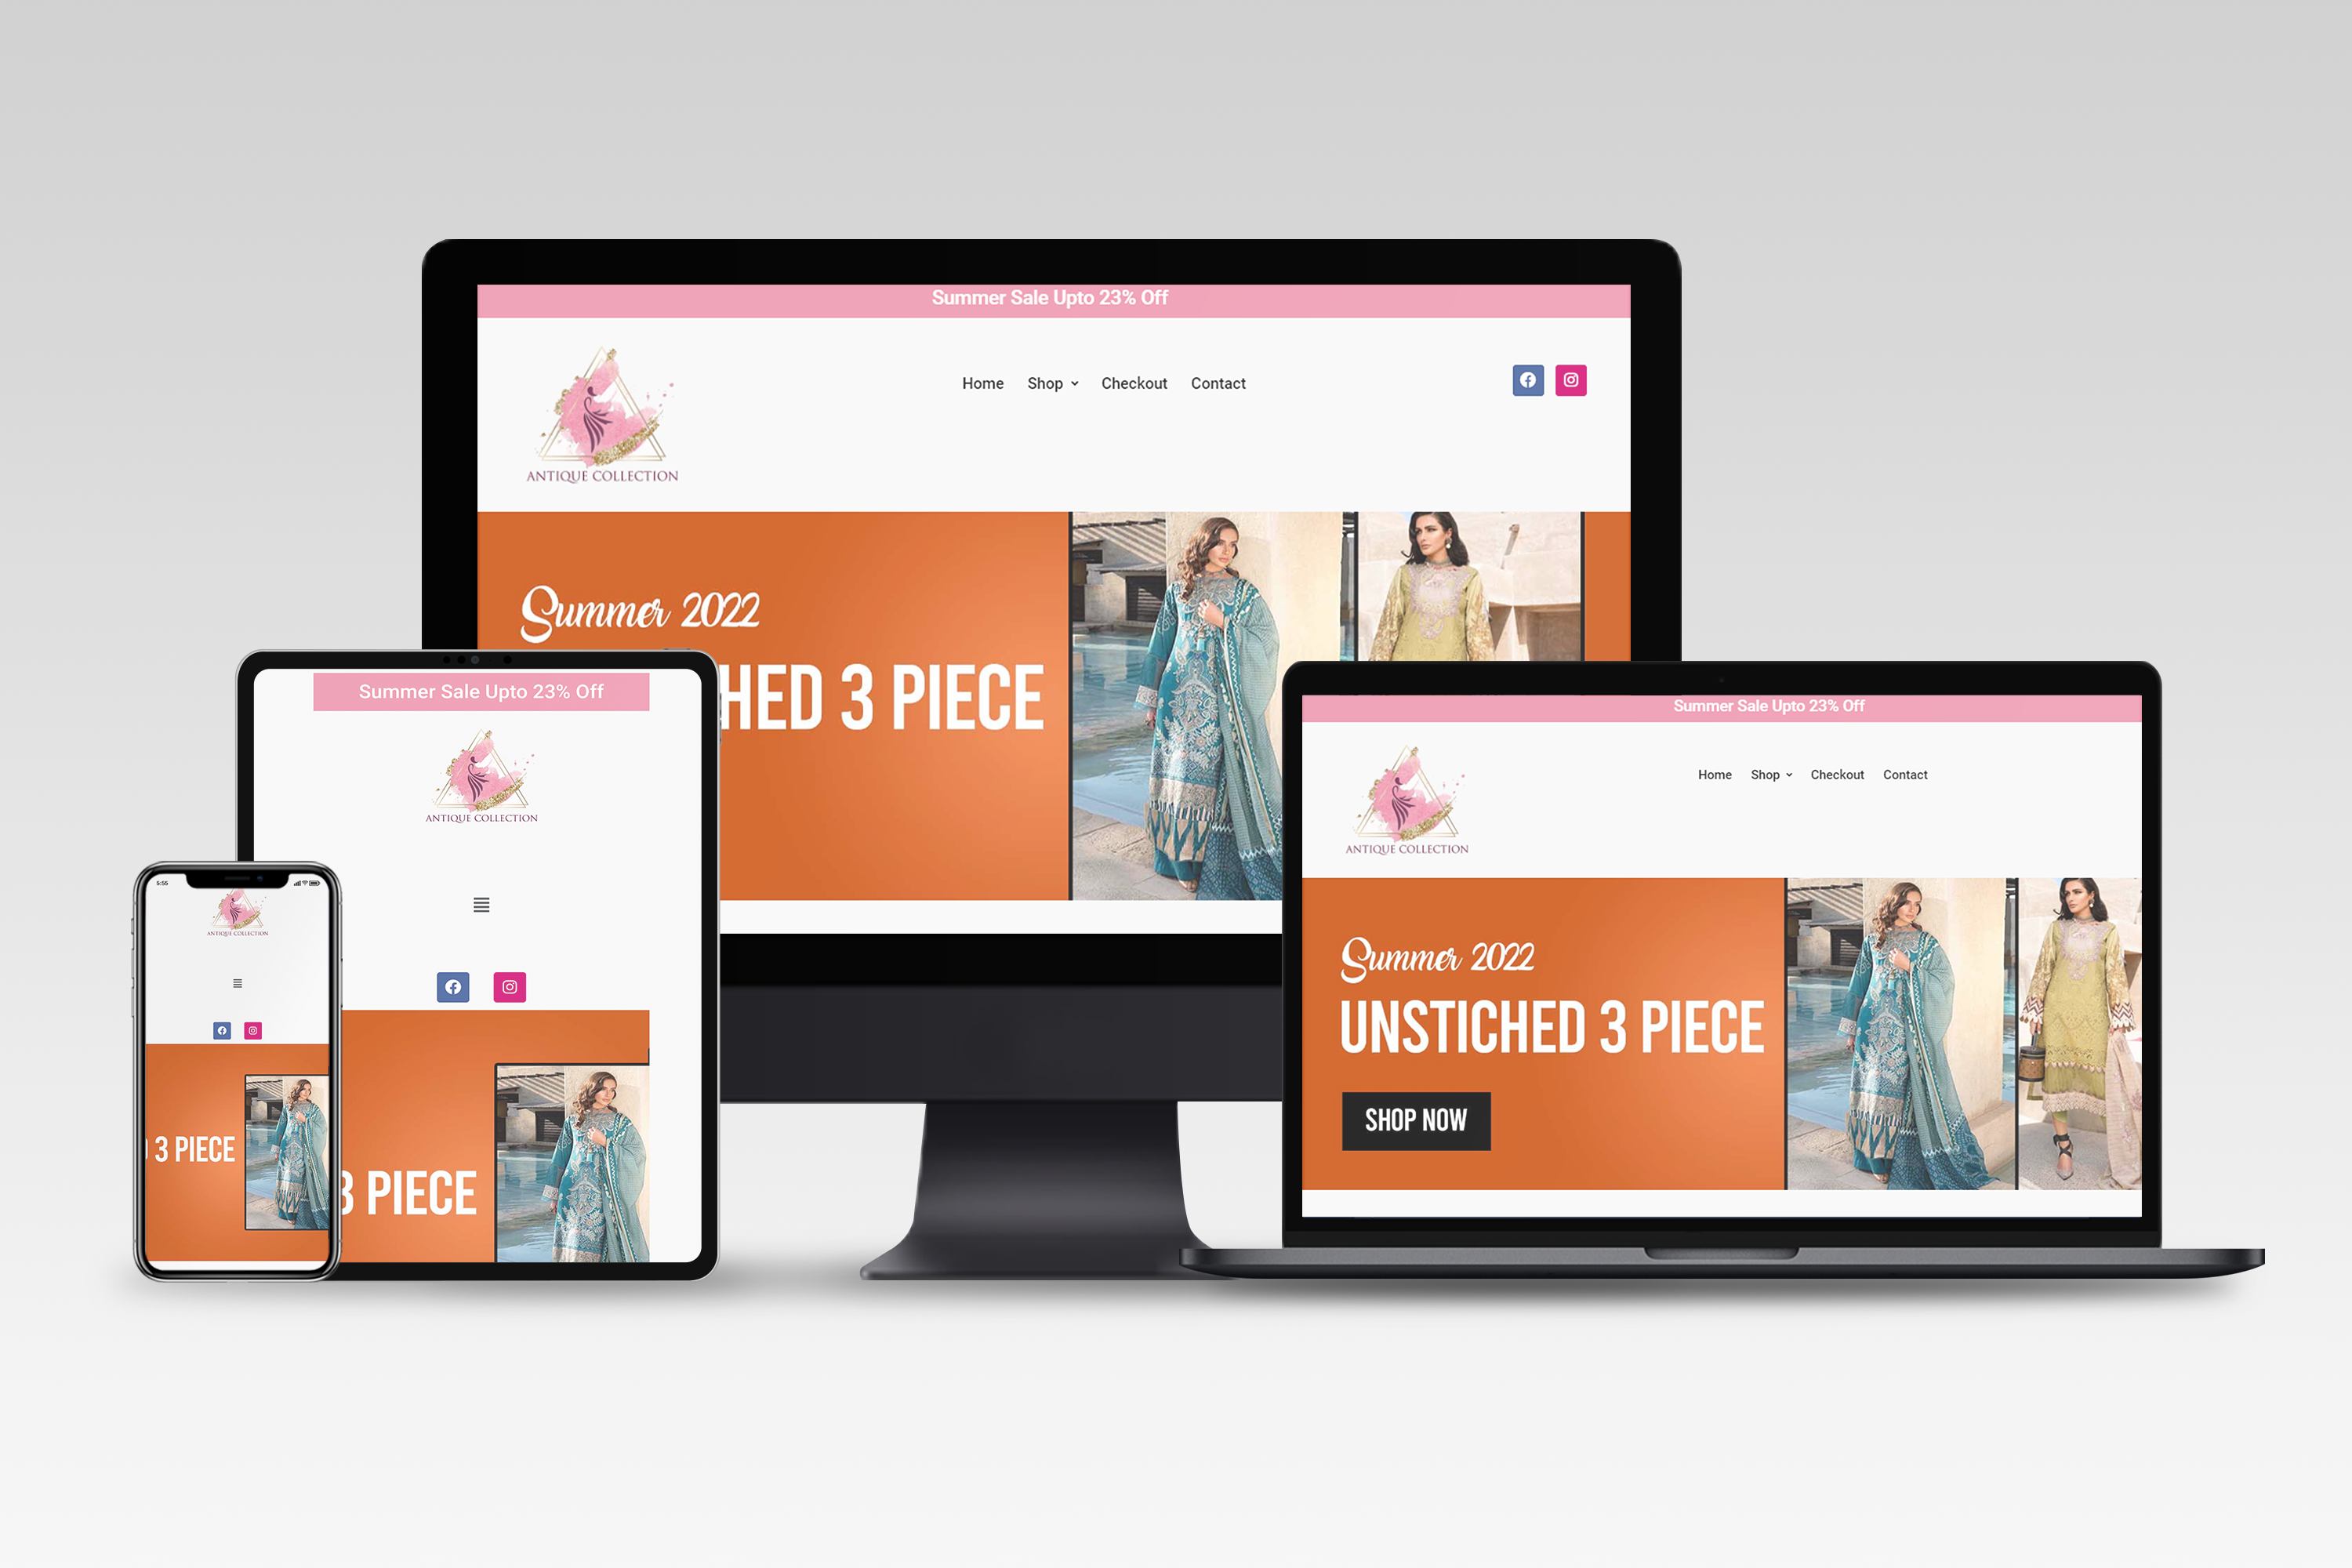 Summer Sale Upto 23% Off
Home Shop Checkout Contact
ANTIQUE COLLECTION
Summer 2022
HED 3 PIECE
Summer Sale Upto 23% Off
ANTIQUE COLLECTION
3 PIECE
5:55
ANTIQUE COLLECTION
3 PIECE
Summer Sale Upto 23% Off
Home Shop Checkout Contact
ANTIQUE COLLECTION
Summer 2022
UNSTICHED 3 PIECE
SHOP NOW